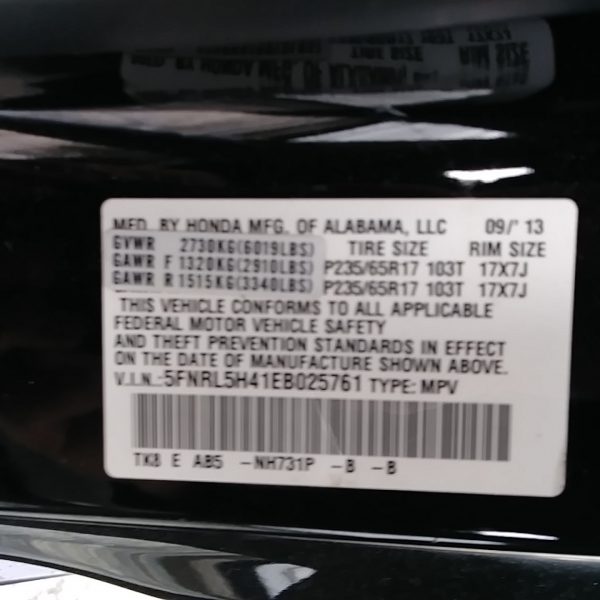 MFD. BY HONDA MFG. OF ALABAMA, LLC 09/' 13
GVWR 2730KG(6019LBS) TIRE SIZE RIM SIZE
GAWR F 1320KG(2910LBS) P235/65R17 103T 17X7J
GAWR R 1515KG(3340LBS) P235/65R17 103T 17X7J
THIS VEHICLE CONFORMS TO ALL APPLICABLE
FEDERAL MOTOR VEHICLE SAFETY
AND THEFT PREVENTION STANDARDS IN EFFECT
ON THE DATE OF MANUFACTURE SHOWN ABOVE.
V.I.N.: 5FNRL5H41EB025761 TYPE: MPV
TK8 E AB5 -NH731P -B -B